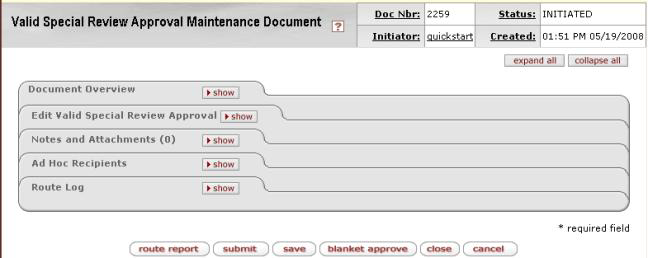 Valid Special Review Approval Maintenance Document ?
Doc Nbr: 2259 Status: INITIATED
Initiator: quickstart Created: 01:51 PM 05/19/2008
expand all collapse all
Document Overview show
Edit Valid Special Review Approval show
Notes and Attachments (0) show
Ad Hoc Recipients show
Route Log show
* required field
route report submit save blanket approve close cancel